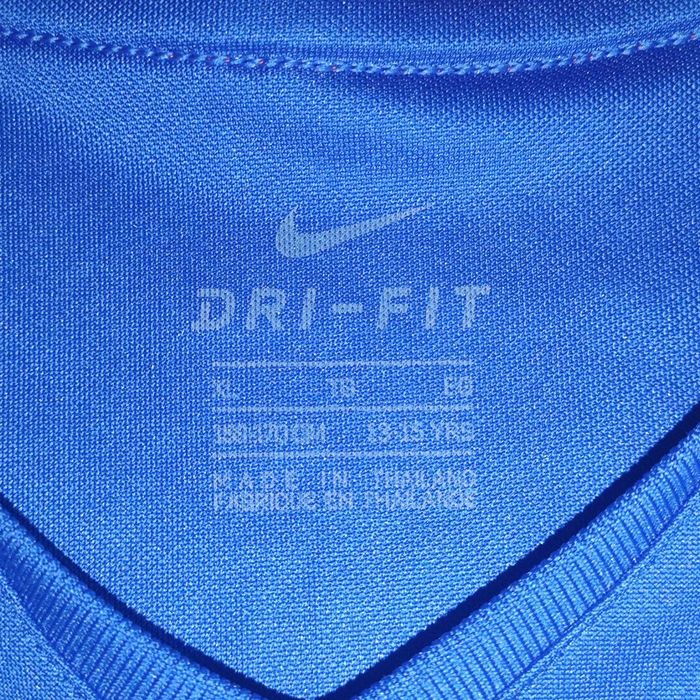 DRI-FIT
XL TG EG
158-170 CM 13-15 YRS
MADE IN THAILAND
FABRIQUE EN THAILANDE